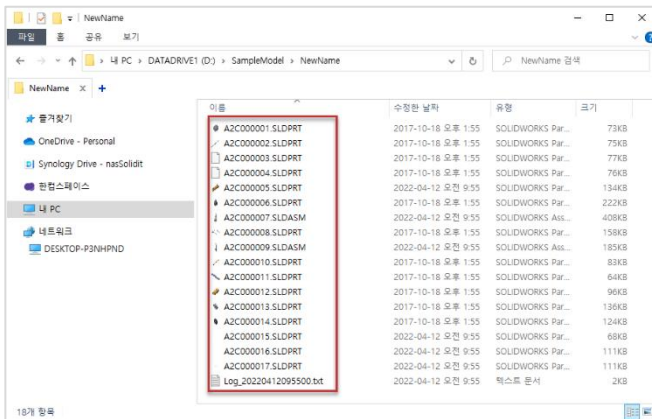 NewName
파일 홈 공유 보기
> 내 PC > DATADRIVE1 (D:) > SampleModel > NewName
NewName 검색
NewName × +
이름 수정한 날짜 유형 크기
즐겨찾기
OneDrive - Personal
Synology Drive - nasSolidit
한컴스페이스
내 PC
네트워크
DESKTOP-P3NHPND
A2C000001.SLDPRT 2017-10-18 오후 1:55 SOLIDWORKS Par... 73KB
A2C000002.SLDPRT 2017-10-18 오후 1:55 SOLIDWORKS Par... 75KB
A2C000003.SLDPRT 2017-10-18 오후 1:55 SOLIDWORKS Par... 77KB
A2C000004.SLDPRT 2017-10-18 오후 1:55 SOLIDWORKS Par... 76KB
A2C000005.SLDPRT 2022-04-12 오전 9:55 SOLIDWORKS Par... 134KB
A2C000006.SLDPRT 2017-10-18 오후 1:55 SOLIDWORKS Par... 222KB
A2C000007.SLDASM 2022-04-12 오전 9:55 SOLIDWORKS Ass... 408KB
A2C000008.SLDPRT 2017-10-18 오후 1:55 SOLIDWORKS Par... 158KB
A2C000009.SLDASM 2022-04-12 오전 9:55 SOLIDWORKS Ass... 185KB
A2C000010.SLDPRT 2017-10-18 오후 1:55 SOLIDWORKS Par... 83KB
A2C000011.SLDPRT 2017-10-18 오후 1:55 SOLIDWORKS Par... 64KB
A2C000012.SLDPRT 2017-10-18 오후 1:55 SOLIDWORKS Par... 96KB
A2C000013.SLDPRT 2017-10-18 오후 1:55 SOLIDWORKS Par... 136KB
A2C000014.SLDPRT 2017-10-18 오후 1:55 SOLIDWORKS Par... 124KB
A2C000015.SLDPRT 2022-04-12 오전 9:55 SOLIDWORKS Par... 68KB
A2C000016.SLDPRT 2022-04-12 오전 9:55 SOLIDWORKS Par... 111KB
A2C000017.SLDPRT 2022-04-12 오전 9:55 SOLIDWORKS Par... 111KB
Log_20220412095500.txt 2022-04-12 오전 9:55 텍스트 문서 2KB
18개 항목